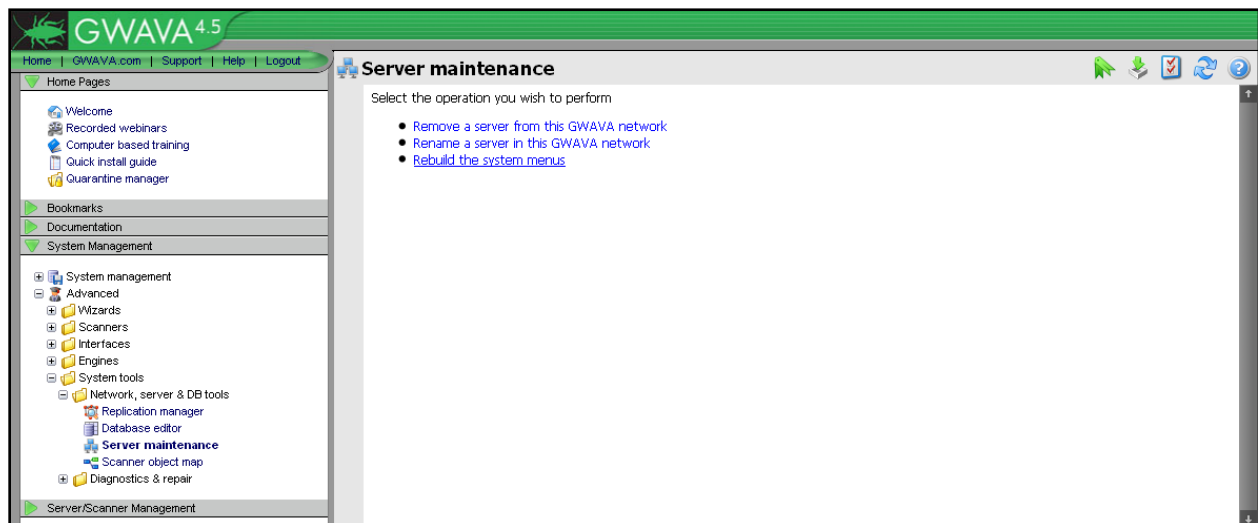 GWAVA 4.5
Home | GWAVA.com | Support | Help | Logout
Home Pages
Welcome
Recorded webinars
Computer based training
Quick install guide
Quarantine manager
Bookmarks
Documentation
System Management
System management
Advanced
Wizards
Scanners
Interfaces
Engines
System tools
Network, server & DB tools
Replication manager
Database editor
Server maintenance
Scanner object map
Diagnostics & repair
Server/Scanner Management
Server maintenance
Select the operation you wish to perform
Remove a server from this GWAVA network
Rename a server in this GWAVA network
Rebuild the system menus